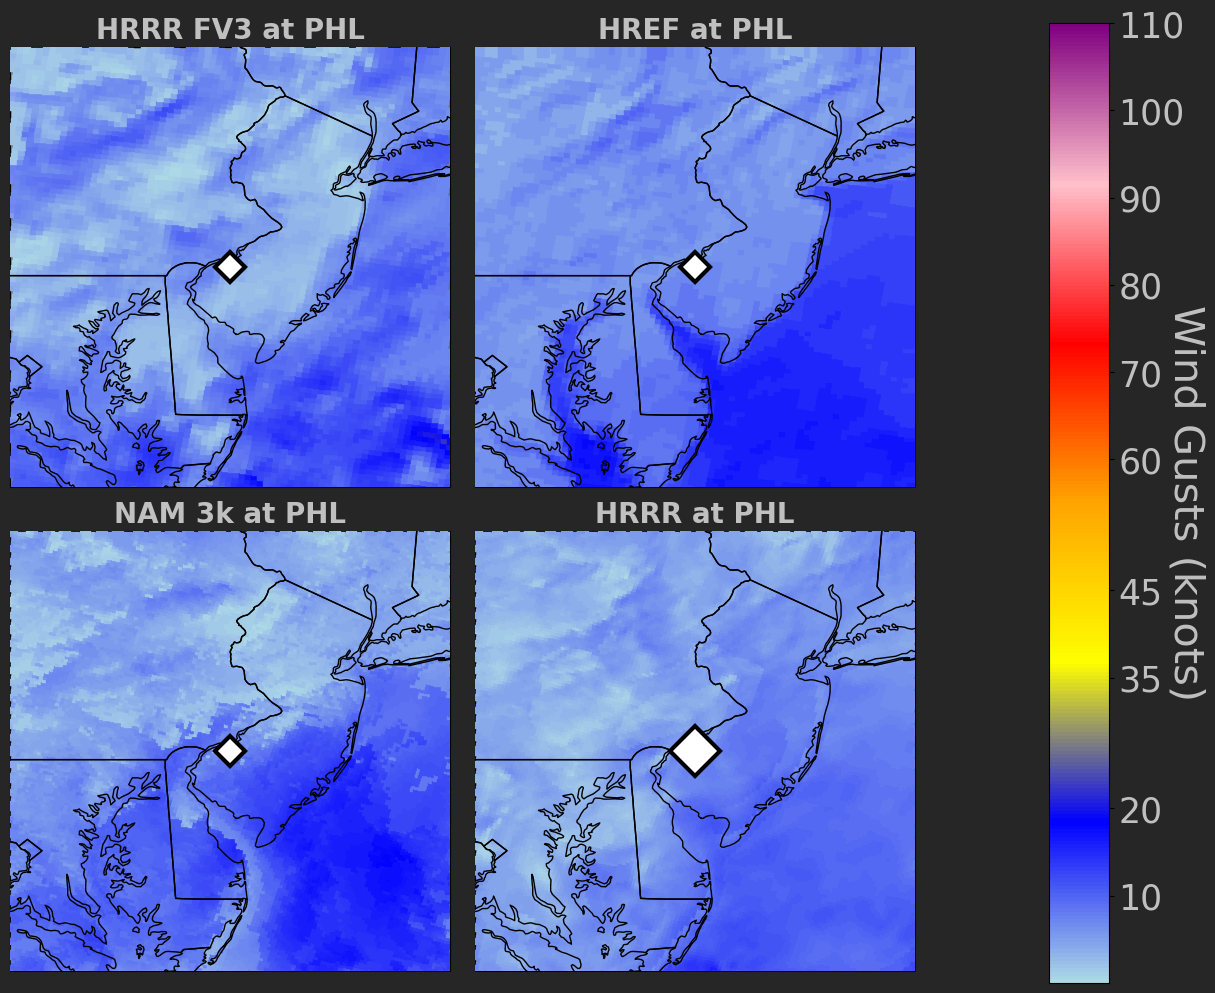 HRRR FV3 at PHL
HREF at PHL
NAM 3k at PHL
HRRR at PHL
110
100
90
80
70
60
45
35
20
10
Wind Gusts (knots)